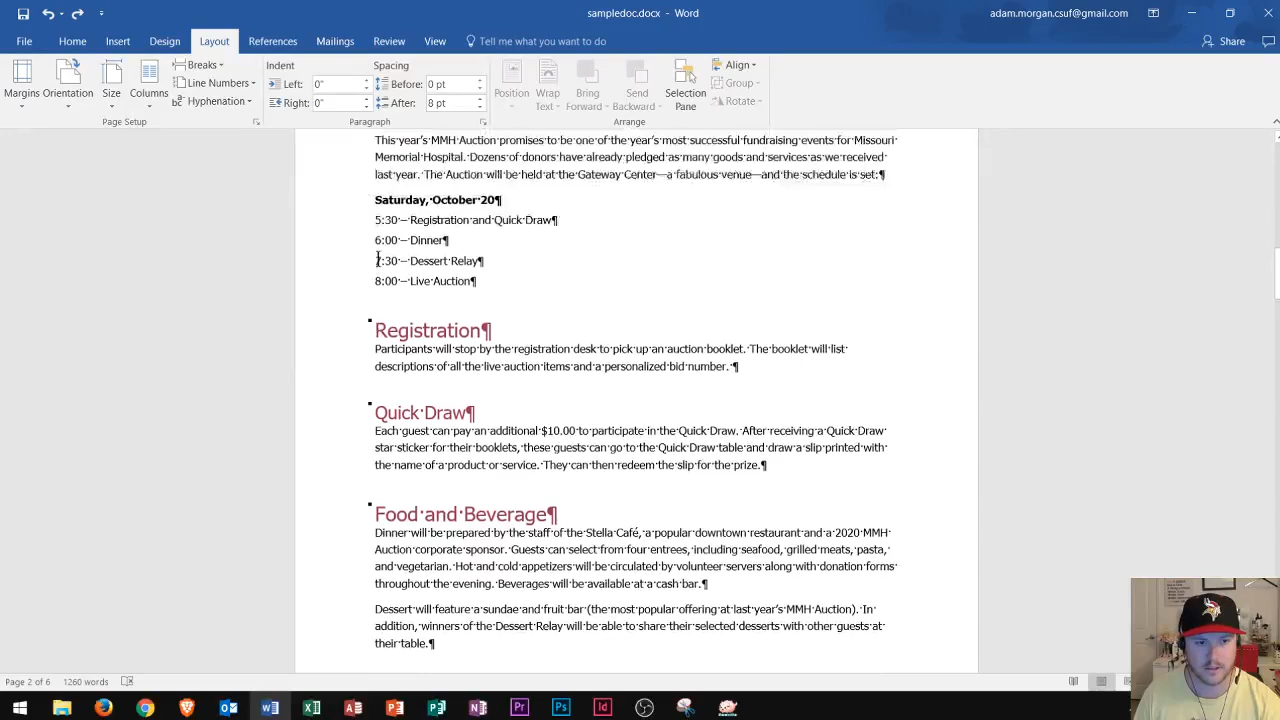 sampledoc.docx - Word
adam.morgan.csuf@gmail.com
File Home Insert Design Layout References Mailings Review View Tell me what you want to do Share
Margins Orientation Size Columns
Breaks
Line Numbers
Hyphenation
Page Setup
Indent
Left: 0"
Right: 0"
Spacing
Before: 0 pt
After: 8 pt
Paragraph
Position Wrap Text Bring Forward Send Backward Selection Pane
Align
Group
Rotate
Arrange
This year's MMH Auction promises to be one of the year's most successful fundraising events for Missouri
Memorial Hospital. Dozens of donors have already pledged as many goods and services as we received
last year. The Auction will be held at the Gateway Center—a fabulous venue—and the schedule is set:¶
Saturday, October 20¶
5:30 – Registration and Quick Draw¶
6:00 – Dinner¶
7:30 – Dessert Relay¶
8:00 – Live Auction¶
Registration¶
Participants will stop by the registration desk to pick up an auction booklet. The booklet will list
descriptions of all the live auction items and a personalized bid number. ¶
Quick Draw¶
Each guest can pay an additional $10.00 to participate in the Quick Draw. After receiving a Quick Draw
star sticker for their booklets, these guests can go to the Quick Draw table and draw a slip printed with
the name of a product or service. They can then redeem the slip for the prize.¶
Food and Beverage¶
Dinner will be prepared by the staff of the Stella Café, a popular downtown restaurant and a 2020 MMH
Auction corporate sponsor. Guests can select from four entrees, including seafood, grilled meats, pasta,
and vegetarian. Hot and cold appetizers will be circulated by volunteer servers along with donation forms
throughout the evening. Beverages will be available at a cash bar.¶
Dessert will feature a sundae and fruit bar (the most popular offering at last year's MMH Auction). In
addition, winners of the Dessert Relay will be able to share their selected desserts with other guests at
their table.¶
Page 2 of 6 1260 words